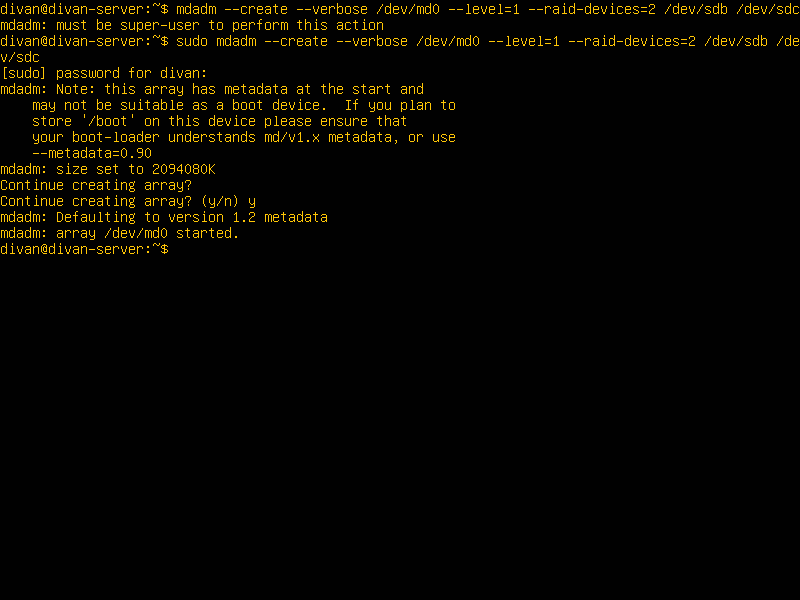 divan@divan-server:~$ mdadm --create --verbose /dev/md0 --level=1 --raid-devices=2 /dev/sdb /dev/sdc
mdadm: must be super-user to perform this action
divan@divan-server:~$ sudo mdadm --create --verbose /dev/md0 --level=1 --raid-devices=2 /dev/sdb /de
v/sdc
[sudo] password for divan:
mdadm: Note: this array has metadata at the start and
    may not be suitable as a boot device.  If you plan to
    store '/boot' on this device please ensure that
    your boot-loader understands md/v1.x metadata, or use
    --metadata=0.90
mdadm: size set to 2094080K
Continue creating array?
Continue creating array? (y/n) y
mdadm: Defaulting to version 1.2 metadata
mdadm: array /dev/md0 started.
divan@divan-server:~$